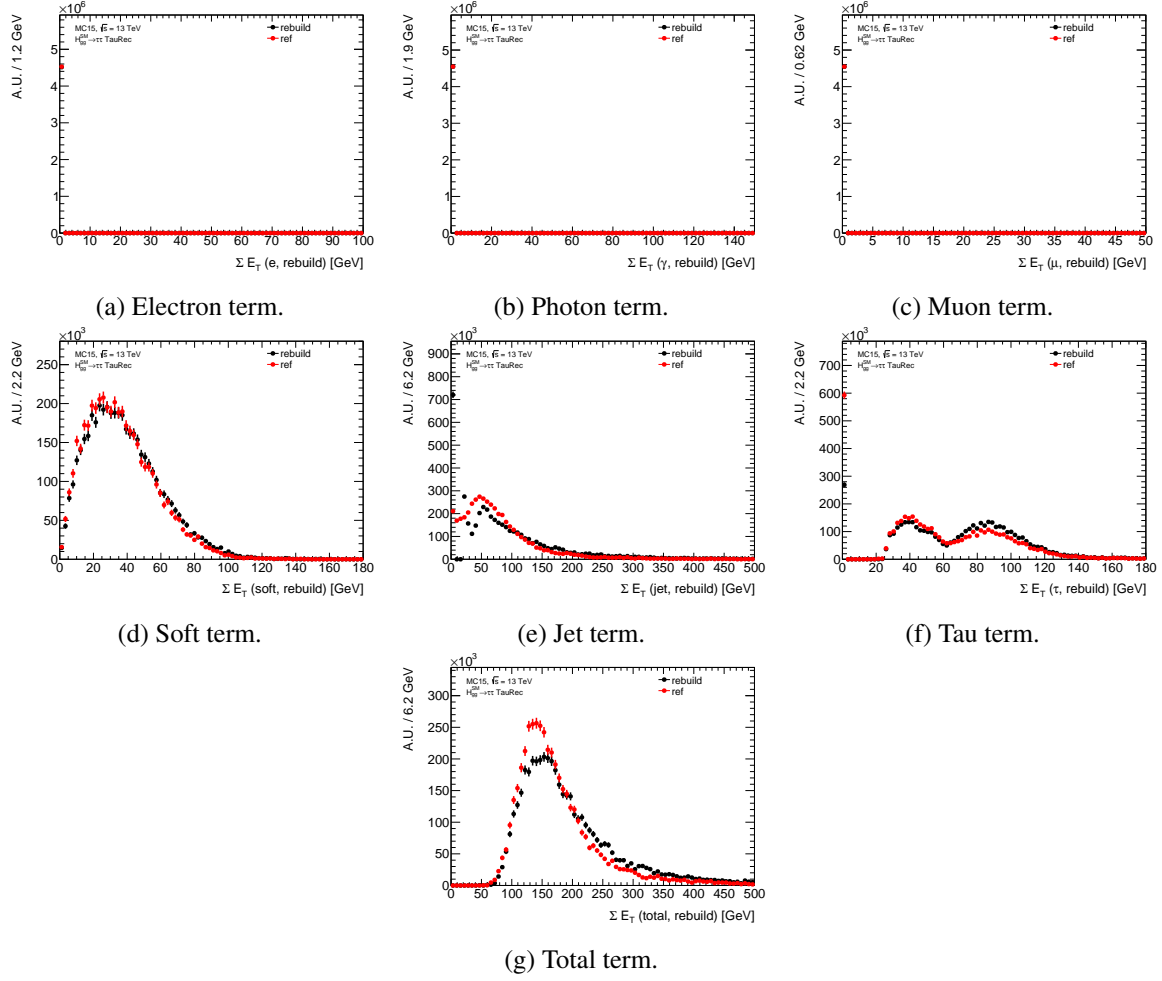 ×10⁶
A.U. / 1.2 GeV
MC15, √s = 13 TeV
H^SM_gg→ττ TauRec
rebuild
ref
5
4
3
2
1
0
0 10 20 30 40 50 60 70 80 90 100
Σ E_T (e, rebuild) [GeV]
(a) Electron term.
×10⁶
A.U. / 1.9 GeV
MC15, √s = 13 TeV
H^SM_gg→ττ TauRec
rebuild
ref
5
4
3
2
1
0
0 20 40 60 80 100 120 140
Σ E_T (γ, rebuild) [GeV]
(b) Photon term.
×10⁶
A.U. / 0.62 GeV
MC15, √s = 13 TeV
H^SM_gg→ττ TauRec
rebuild
ref
5
4
3
2
1
0
0 5 10 15 20 25 30 35 40 45 50
Σ E_T (μ, rebuild) [GeV]
(c) Muon term.
×10³
A.U. / 2.2 GeV
MC15, √s = 13 TeV
H^SM_gg→ττ TauRec
rebuild
ref
250
200
150
100
50
0
0 20 40 60 80 100 120 140 160 180
Σ E_T (soft, rebuild) [GeV]
(d) Soft term.
×10³
A.U. / 6.2 GeV
MC15, √s = 13 TeV
H^SM_gg→ττ TauRec
rebuild
ref
900
800
700
600
500
400
300
200
100
0
0 50 100 150 200 250 300 350 400 450 500
Σ E_T (jet, rebuild) [GeV]
(e) Jet term.
×10³
A.U. / 2.2 GeV
MC15, √s = 13 TeV
H^SM_gg→ττ TauRec
rebuild
ref
700
600
500
400
300
200
100
0
0 20 40 60 80 100 120 140 160 180
Σ E_T (τ, rebuild) [GeV]
(f) Tau term.
×10³
A.U. / 6.2 GeV
MC15, √s = 13 TeV
H^SM_gg→ττ TauRec
rebuild
ref
300
250
200
150
100
50
0
0 50 100 150 200 250 300 350 400 450 500
Σ E_T (total, rebuild) [GeV]
(g) Total term.